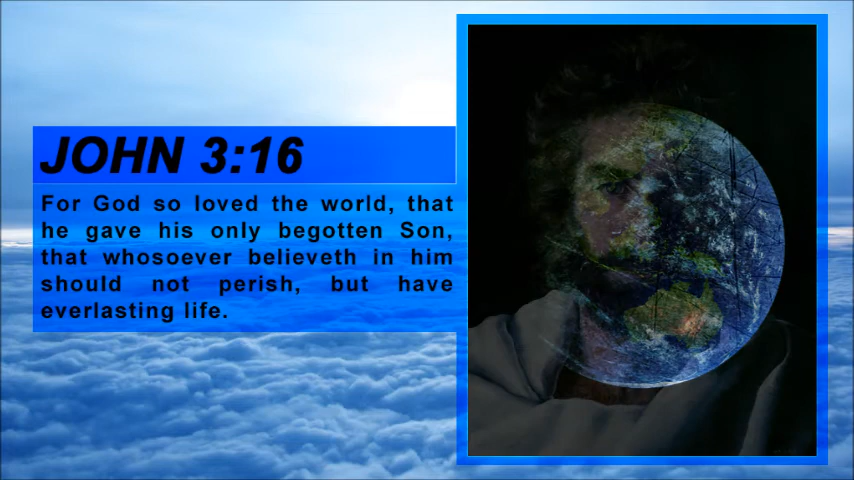 JOHN 3:16
For God so loved the world, that
he gave his only begotten Son,
that whosoever believeth in him
should not perish, but have
everlasting life.